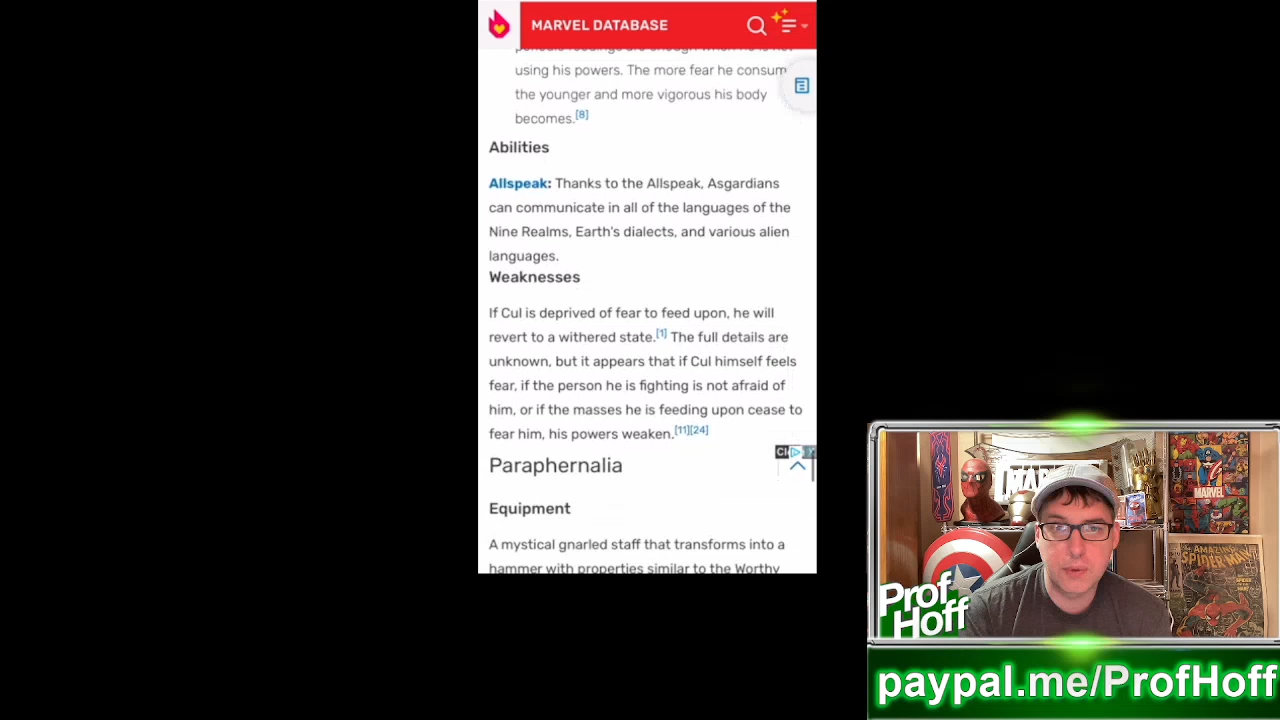 MARVEL DATABASE
using his powers. The more fear he consum
the younger and more vigorous his body
becomes.[8]
Abilities
Allspeak: Thanks to the Allspeak, Asgardians
can communicate in all of the languages of the
Nine Realms, Earth's dialects, and various alien
languages.
Weaknesses
If Cul is deprived of fear to feed upon, he will
revert to a withered state.[1] The full details are
unknown, but it appears that if Cul himself feels
fear, if the person he is fighting is not afraid of
him, or if the masses he is feeding upon cease to
fear him, his powers weaken.[11][24]
Paraphernalia
Equipment
A mystical gnarled staff that transforms into a
hammer with properties similar to the Worthy
MARVEL
AMAZING
SPIDER-MAN
Prof
Hoff
paypal.me/ProfHoff